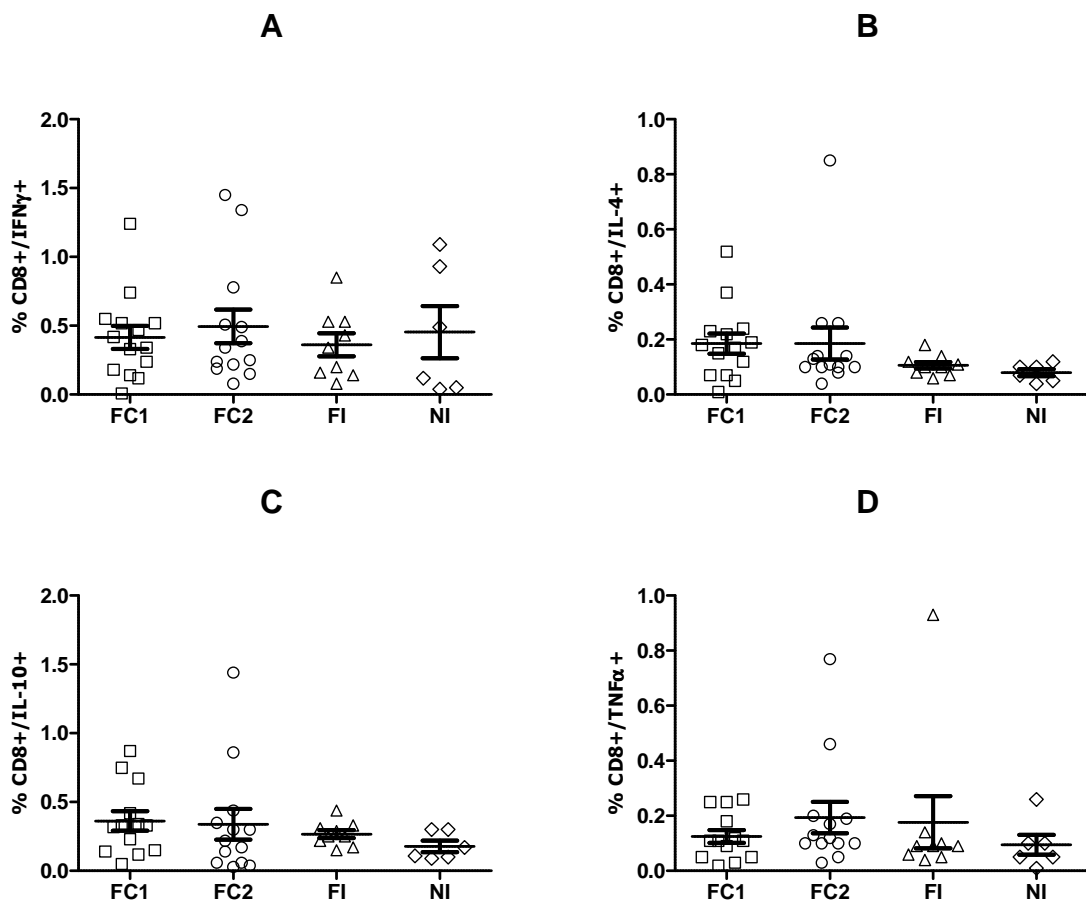 A
% CD8+/IFNγ+
2.0
1.5
1.0
0.5
0.0
FC1 FC2 FI NI
B
% CD8+/IL-4+
1.0
0.8
0.6
0.4
0.2
0.0
FC1 FC2 FI NI
C
% CD8+/IL-10+
2.0
1.5
1.0
0.5
0.0
FC1 FC2 FI NI
D
% CD8+/TNFα+
1.0
0.8
0.6
0.4
0.2
0.0
FC1 FC2 FI NI